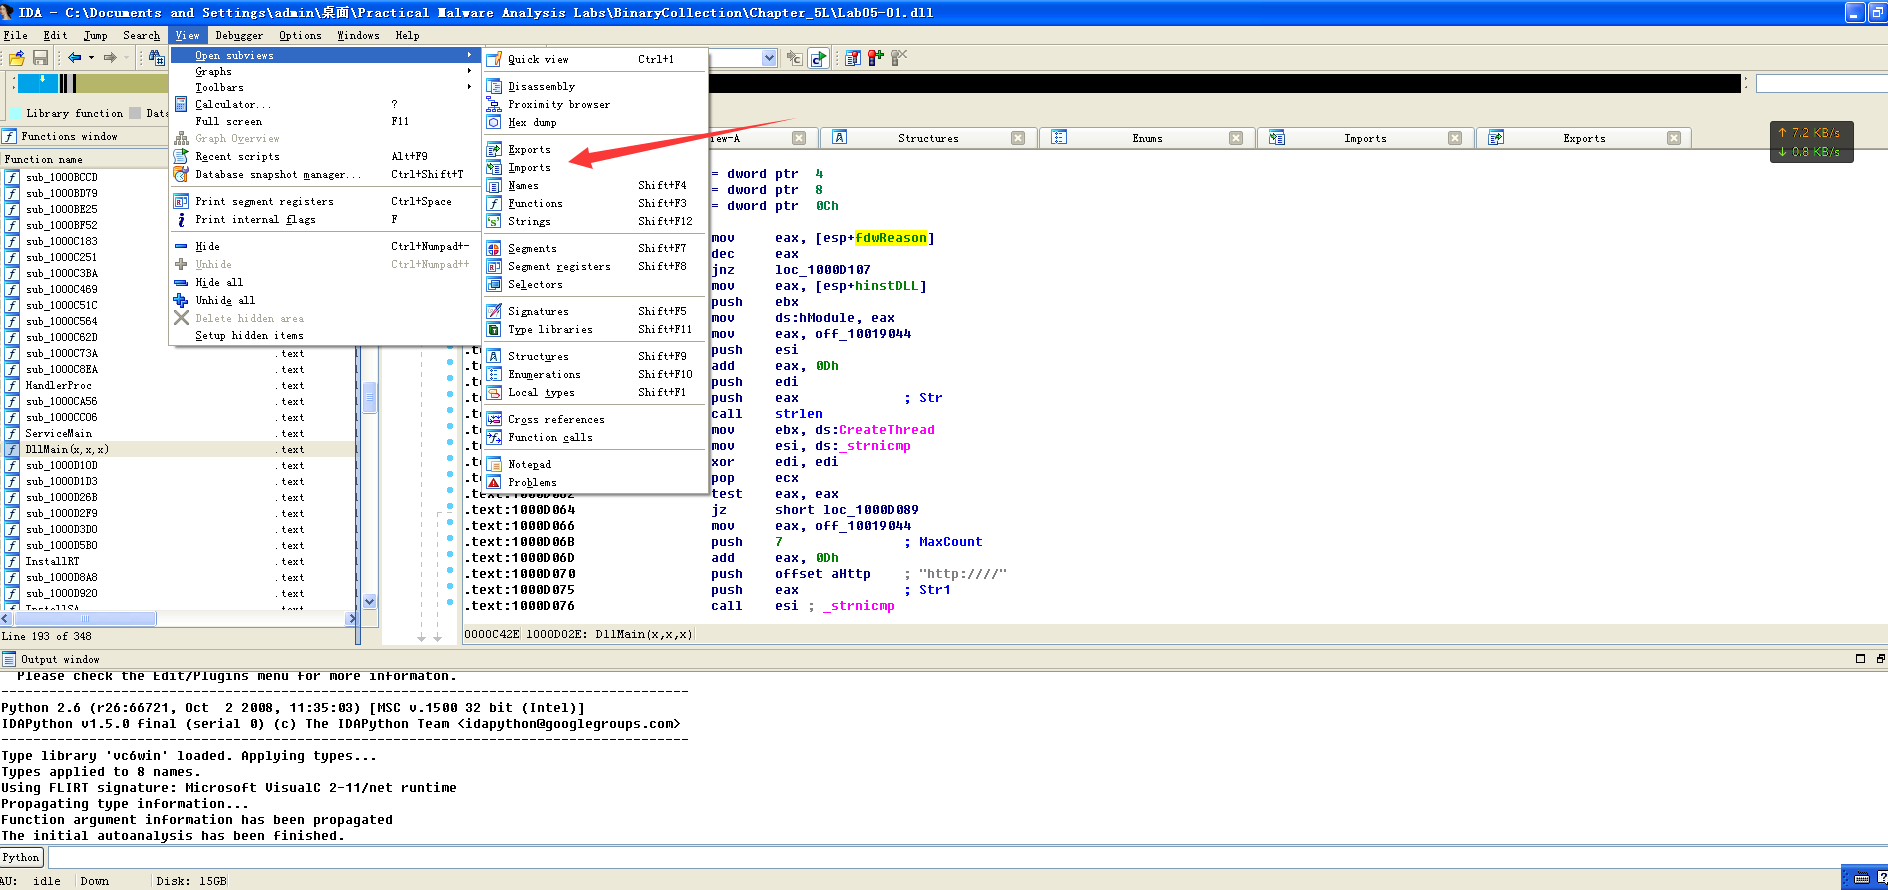 IDA - C:\Documents and Settings\admin\桌面\Practical Malware Analysis Labs\BinaryCollection\Chapter_5L\Lab05-01.dll
File Edit Jump Search View Debugger Options Windows Help
Open subviews
Graphs
Toolbars
Calculator... ?
Full screen F11
Graph Overview
Recent scripts Alt+F9
Database snapshot manager... Ctrl+Shift+T
Print segment registers Ctrl+Space
Print internal flags F
Hide Ctrl+Numpad+-
Unhide Ctrl+Numpad++
Hide all
Unhide all
Delete hidden area
Setup hidden items
Quick view Ctrl+1
Disassembly
Proximity browser
Hex dump
Exports
Imports
Names Shift+F4
Functions Shift+F3
Strings Shift+F12
Segments Shift+F7
Segment registers Shift+F8
Selectors
Signatures Shift+F5
Type libraries Shift+F11
Structures Shift+F9
Enumerations Shift+F10
Local types Shift+F1
Cross references
Function calls
Notepad
Problems
Library function Data
Functions window
Function name
sub_1000BCCD
sub_1000BD79
sub_1000BE25
sub_1000BF52
sub_1000C183
sub_1000C251
sub_1000C3BA
sub_1000C469
sub_1000C51C
sub_1000C564
sub_1000C62D
sub_1000C73A .text
sub_1000C8EA .text
HandlerProc .text
sub_1000CA56 .text
sub_1000CC06 .text
ServiceMain .text
DllMain(x,x,x) .text
sub_1000D10D .text
sub_1000D1D3 .text
sub_1000D26B .text
sub_1000D2F9 .text
sub_1000D3D0 .text
sub_1000D5B0 .text
InstallRT .text
sub_1000D8A8 .text
sub_1000D920 .text
InstallSA .text
Line 193 of 348
iew-A Structures Enums Imports Exports
↑ 7.2 KB/s
↓ 0.8 KB/s
= dword ptr 4
= dword ptr 8
= dword ptr 0Ch
mov eax, [esp+fdwReason]
dec eax
jnz loc_1000D107
mov eax, [esp+hinstDLL]
push ebx
mov ds:hModule, eax
mov eax, off_10019044
push esi
add eax, 0Dh
push edi
push eax ; Str
call strlen
mov ebx, ds:CreateThread
mov esi, ds:_strnicmp
xor edi, edi
pop ecx
.text:1000D062 test eax, eax
.text:1000D064 jz short loc_1000D089
.text:1000D066 mov eax, off_10019044
.text:1000D06B push 7 ; MaxCount
.text:1000D06D add eax, 0Dh
.text:1000D070 push offset aHttp ; "http:////"
.text:1000D075 push eax ; Str1
.text:1000D076 call esi ; _strnicmp
0000C42E 1000D02E: DllMain(x,x,x)
Output window
Please check the Edit/Plugins menu for more informaton.
--------------------------------------------------------------------------------------
Python 2.6 (r26:66721, Oct 2 2008, 11:35:03) [MSC v.1500 32 bit (Intel)]
IDAPython v1.5.0 final (serial 0) (c) The IDAPython Team <idapython@googlegroups.com>
--------------------------------------------------------------------------------------
Type library 'vc6win' loaded. Applying types...
Types applied to 8 names.
Using FLIRT signature: Microsoft VisualC 2-11/net runtime
Propagating type information...
Function argument information has been propagated
The initial autoanalysis has been finished.
Python
AU: idle Down Disk: 15GB